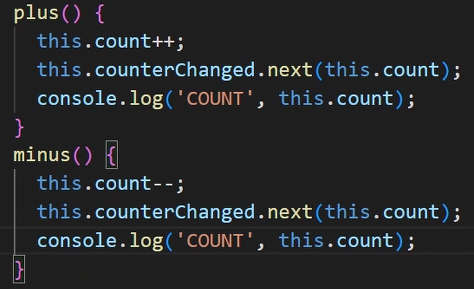 plus() {
this.count++;
this.counterChanged.next(this.count);
console.log('COUNT', this.count);
}
minus() {
this.count--;
this.counterChanged.next(this.count);
console.log('COUNT', this.count);
}